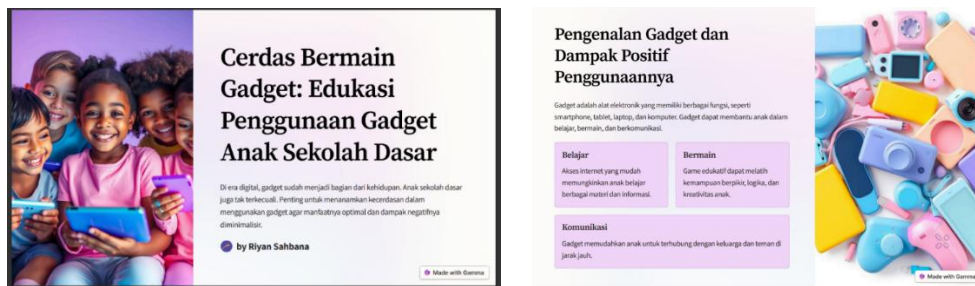 Cerdas Bermain
Gadget: Edukasi
Penggunaan Gadget
Anak Sekolah Dasar
Di era digital, gadget sudah menjadi bagian dari kehidupan. Anak sekolah dasar
juga tak terkecuali. Penting untuk menanamkan kecerdasan dalam
menggunakan gadget agar manfaatnya optimal dan dampak negatifnya
diminimalisir.
by Riyan Sahbana
Made with Gamma
Pengenalan Gadget dan
Dampak Positif
Penggunaannya
Gadget adalah alat elektronik yang memiliki berbagai fungsi, seperti
smartphone, tablet, laptop, dan komputer. Gadget dapat membantu anak dalam
belajar, bermain, dan berkomunikasi.
Belajar
Akses internet yang mudah
memungkinkan anak belajar
berbagai materi dan informasi.
Bermain
Game edukatif dapat melatih
kemampuan berpikir, logika, dan
kreativitas anak.
Komunikasi
Gadget memudahkan anak untuk terhubung dengan keluarga dan teman di
jarak jauh.
Made with Gamma